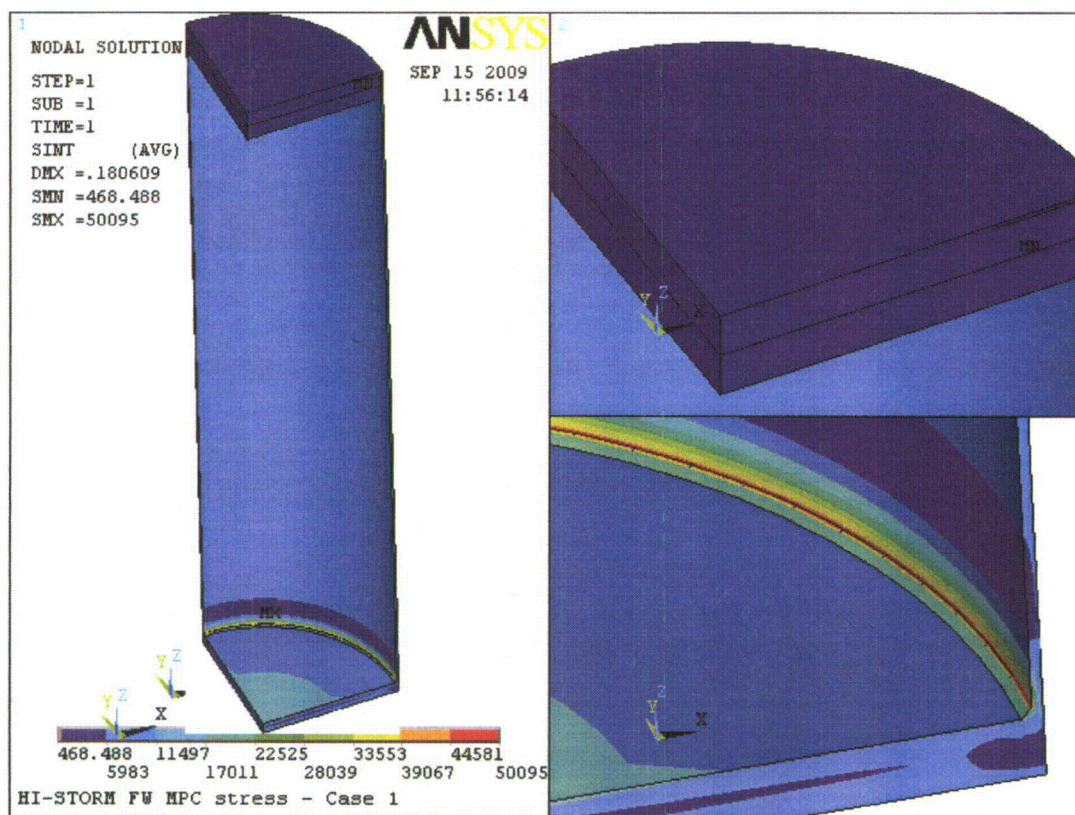 1
NODAL SOLUTION
STEP=1
SUB =1
TIME=1
SINT (AVG)
DMX =.180609
SMN =468.488
SMX =50095
ANSYS
SEP 15 2009
11:56:14
MN
MX
Y Z
Y Z X
468.488 11497 22525 33553 44581
5983 17011 28039 39067 50095
HI-STORM FW MPC stress - Case 1
2
MN
Y Z X
Y Z X